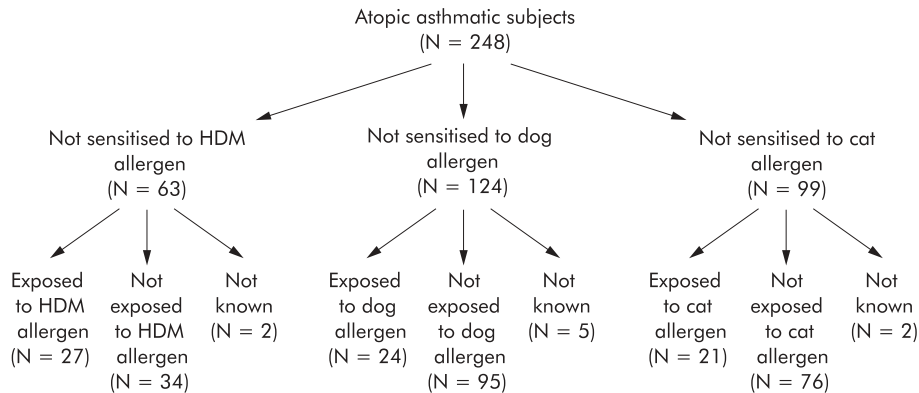 Atopic asthmatic subjects
(N = 248)
Not sensitised to HDM
allergen
(N = 63)
Not sensitised to dog
allergen
(N = 124)
Not sensitised to cat
allergen
(N = 99)
Exposed
to HDM
allergen
(N = 27)
Not
exposed
to HDM
allergen
(N = 34)
Not
known
(N = 2)
Exposed
to dog
allergen
(N = 24)
Not
exposed
to dog
allergen
(N = 95)
Not
known
(N = 5)
Exposed
to cat
allergen
(N = 21)
Not
exposed
to cat
allergen
(N = 76)
Not
known
(N = 2)